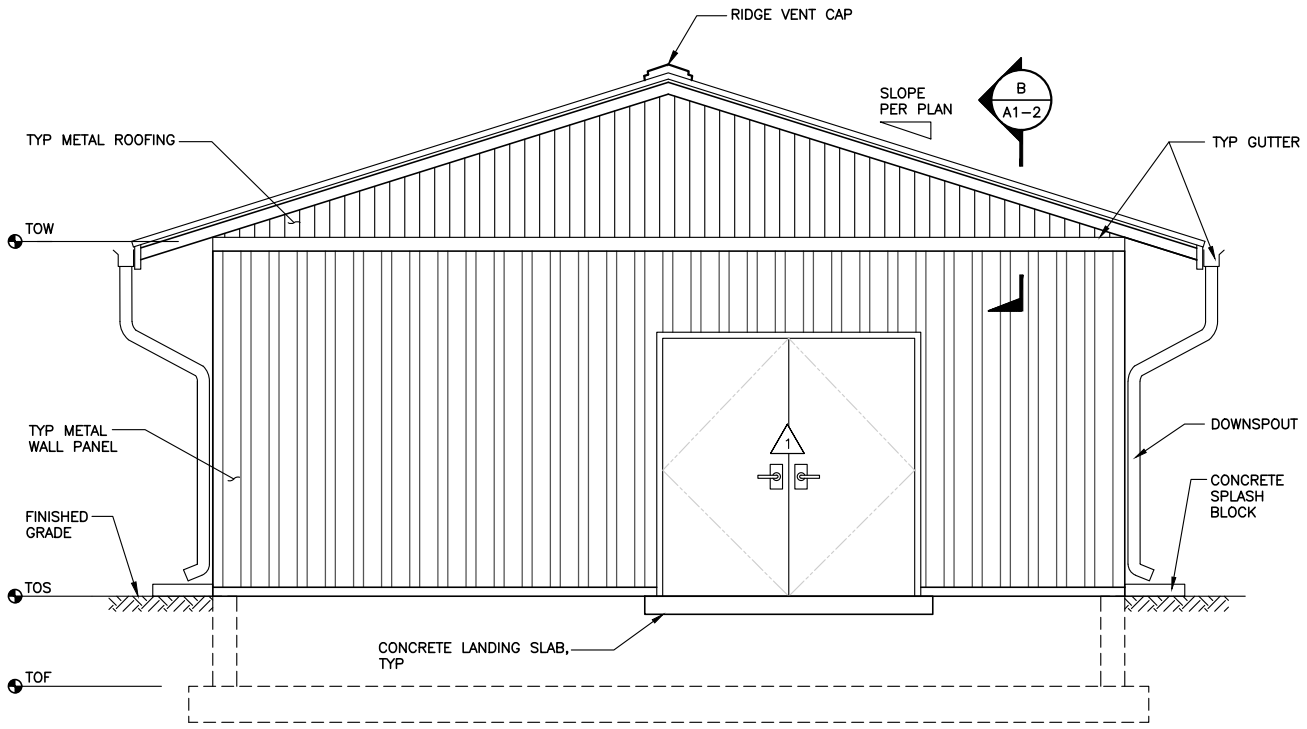 RIDGE VENT CAP
SLOPE
PER PLAN
B
A1-2
TYP METAL ROOFING
TYP GUTTER
TOW
TYP METAL
WALL PANEL
1
DOWNSPOUT
CONCRETE
SPLASH
BLOCK
FINISHED
GRADE
TOS
CONCRETE LANDING SLAB,
TYP
TOF